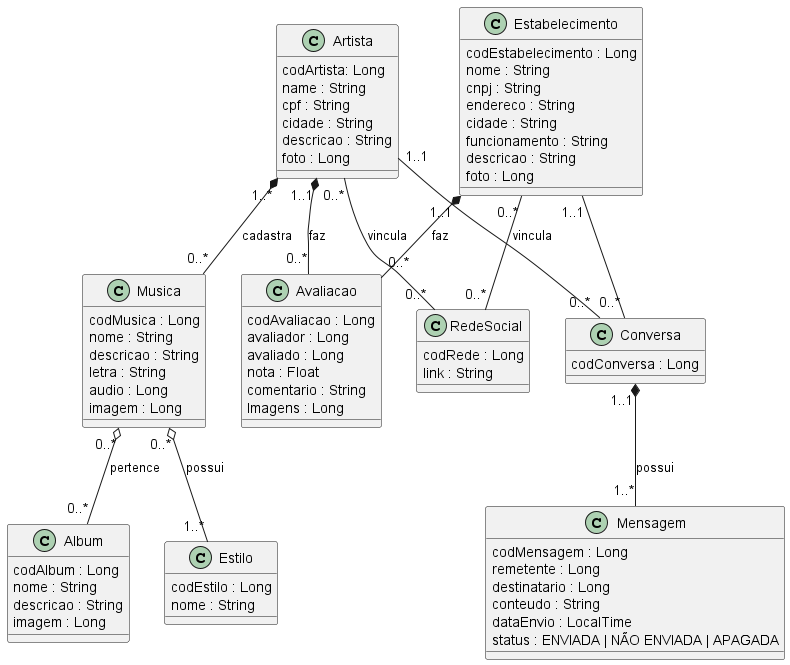 C Artista
codArtista: Long
name : String
cpf : String
cidade : String
descricao : String
foto : Long
C Estabelecimento
codEstabelecimento : Long
nome : String
cnpj : String
endereco : String
cidade : String
funcionamento : String
descricao : String
foto : Long
1..1
1..*
1..1
0..*
1..1
0..*
1..1
cadastra
faz
vincula
faz
vincula
0..*
0..*
0..*
0..*
0..*
0..*
0..*
C Musica
codMusica : Long
nome : String
descricao : String
letra : String
audio : Long
imagem : Long
C Avaliacao
codAvaliacao : Long
avaliador : Long
avaliado : Long
nota : Float
comentario : String
Imagens : Long
C RedeSocial
codRede : Long
link : String
C Conversa
codConversa : Long
0..*
0..*
1..1
pertence
possui
possui
0..*
1..*
1..*
C Album
codAlbum : Long
nome : String
descricao : String
imagem : Long
C Estilo
codEstilo : Long
nome : String
C Mensagem
codMensagem : Long
remetente : Long
destinatario : Long
conteudo : String
dataEnvio : LocalTime
status : ENVIADA | NÃO ENVIADA | APAGADA